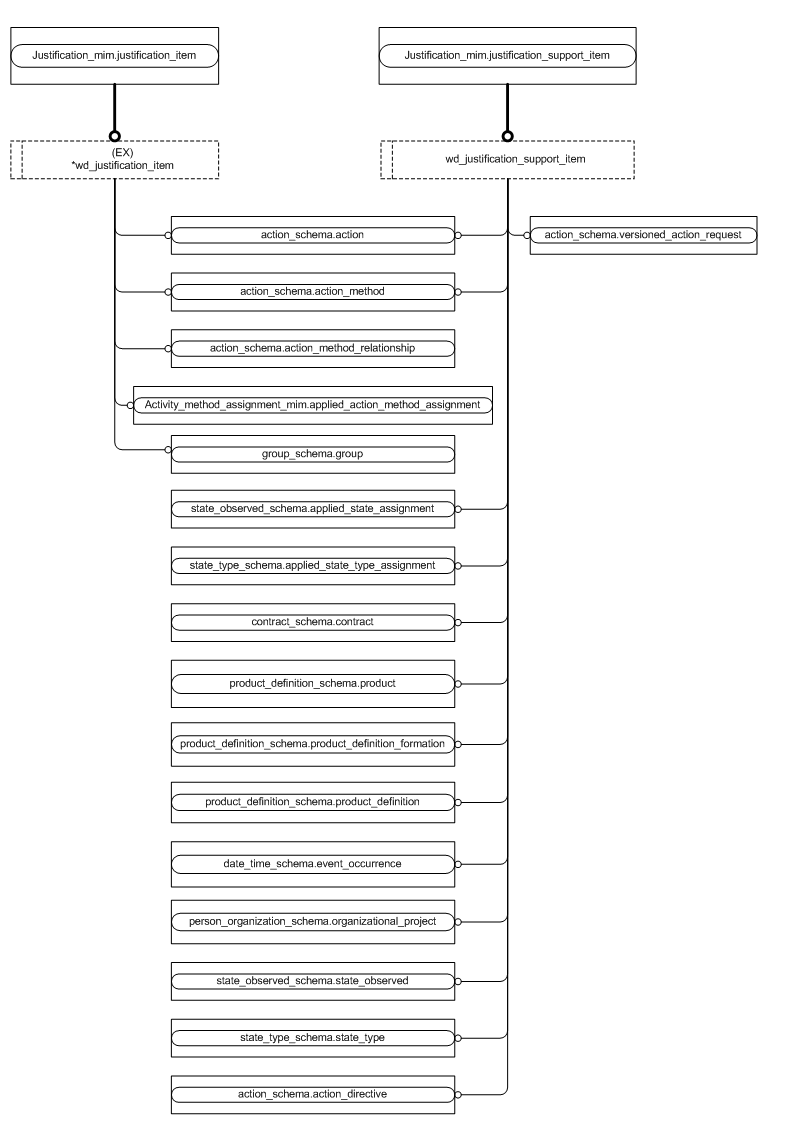 Justification_mim.justification_item
Justification_mim.justification_support_item
(EX)
*wd_justification_item
wd_justification_support_item
action_schema.action
action_schema.versioned_action_request
action_schema.action_method
action_schema.action_method_relationship
Activity_method_assignment_mim.applied_action_method_assignment
group_schema.group
state_observed_schema.applied_state_assignment
state_type_schema.applied_state_type_assignment
contract_schema.contract
product_definition_schema.product
product_definition_schema.product_definition_formation
product_definition_schema.product_definition
date_time_schema.event_occurrence
person_organization_schema.organizational_project
state_observed_schema.state_observed
state_type_schema.state_type
action_schema.action_directive